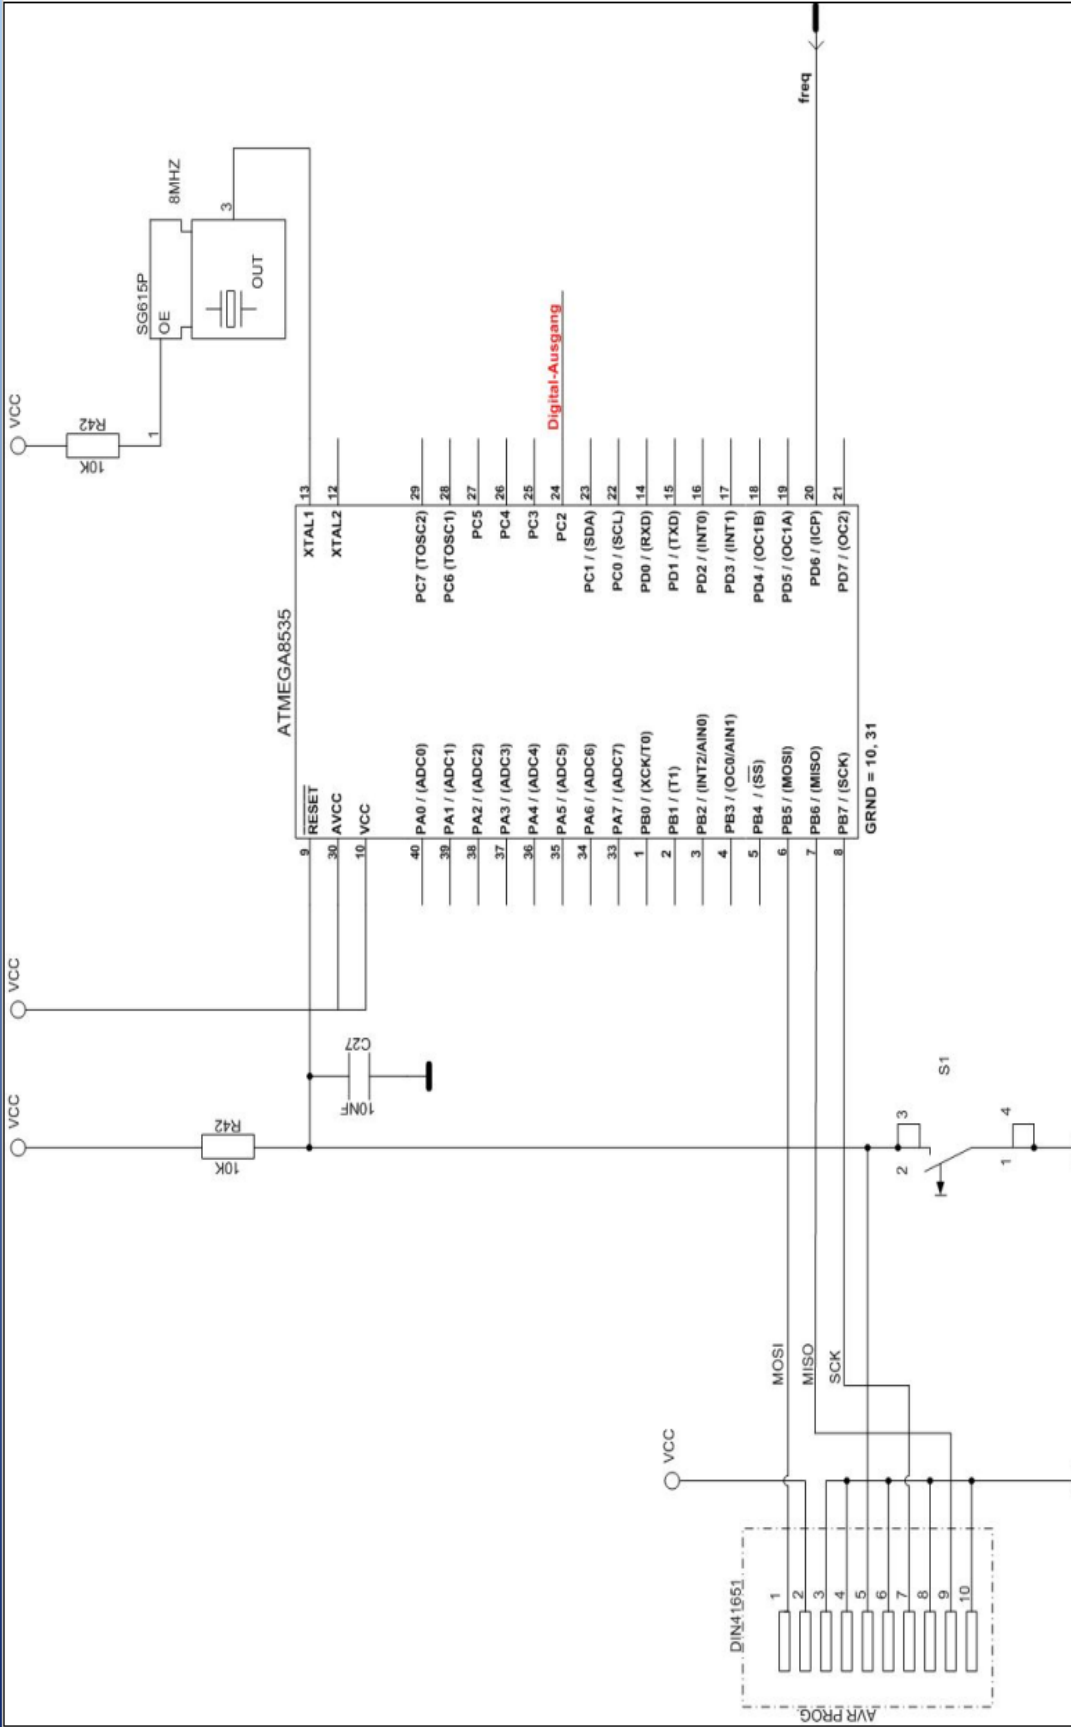 VCC
R42
10K
1
SG615P
OE
OUT
8MHZ
3
VCC
VCC
R42
10K
C27
10NF
ATMEGA8535
9
RESET
30
AVCC
10
VCC
40
PA0 / (ADC0)
39
PA1 / (ADC1)
38
PA2 / (ADC2)
37
PA3 / (ADC3)
36
PA4 / (ADC4)
35
PA5 / (ADC5)
34
PA6 / (ADC6)
33
PA7 / (ADC7)
1
PB0 / (XCK/T0)
2
PB1 / (T1)
3
PB2 / (INT2/AIN0)
4
PB3 / (OC0/AIN1)
5
PB4 / (SS)
6
PB5 / (MOSI)
7
PB6 / (MISO)
8
PB7 / (SCK)
XTAL1
13
XTAL2
12
PC7 (TOSC2)
29
PC6 (TOSC1)
28
PC5
27
PC4
26
PC3
25
PC2
24
PC1 / (SDA)
23
PC0 / (SCL)
22
PD0 / (RXD)
14
PD1 / (TXD)
15
PD2 / (INT0)
16
PD3 / (INT1)
17
PD4 / (OC1B)
18
PD5 / (OC1A)
19
PD6 / (ICP)
20
PD7 / (OC2)
21
GRND = 10, 31
Digital-Ausgang
freq
S1
2
3
1
4
MOSI
MISO
SCK
VCC
DIN41651
1
2
3
4
5
6
7
8
9
10
AVR PROG